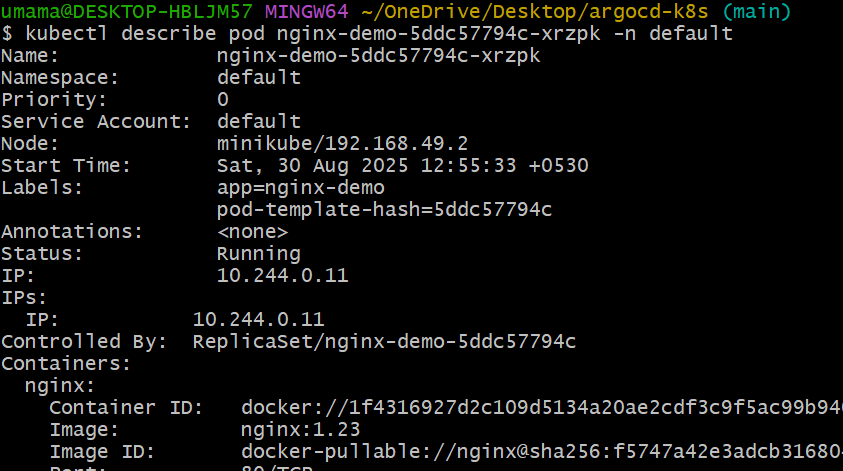 umama@DESKTOP-HBLJM57 MINGW64 ~/OneDrive/Desktop/argocd-k8s (main)
$ kubectl describe pod nginx-demo-5ddc57794c-xrzpk -n default
Name:             nginx-demo-5ddc57794c-xrzpk
Namespace:        default
Priority:         0
Service Account:  default
Node:             minikube/192.168.49.2
Start Time:       Sat, 30 Aug 2025 12:55:33 +0530
Labels:           app=nginx-demo
                  pod-template-hash=5ddc57794c
Annotations:      <none>
Status:           Running
IP:               10.244.0.11
IPs:
  IP:           10.244.0.11
Controlled By:  ReplicaSet/nginx-demo-5ddc57794c
Containers:
  nginx:
    Container ID:   docker://1f4316927d2c109d5134a20ae2cdf3c9f5ac99b94
    Image:          nginx:1.23
    Image ID:       docker-pullable://nginx@sha256:f5747a42e3adcb316804
    Port:           80/TCP